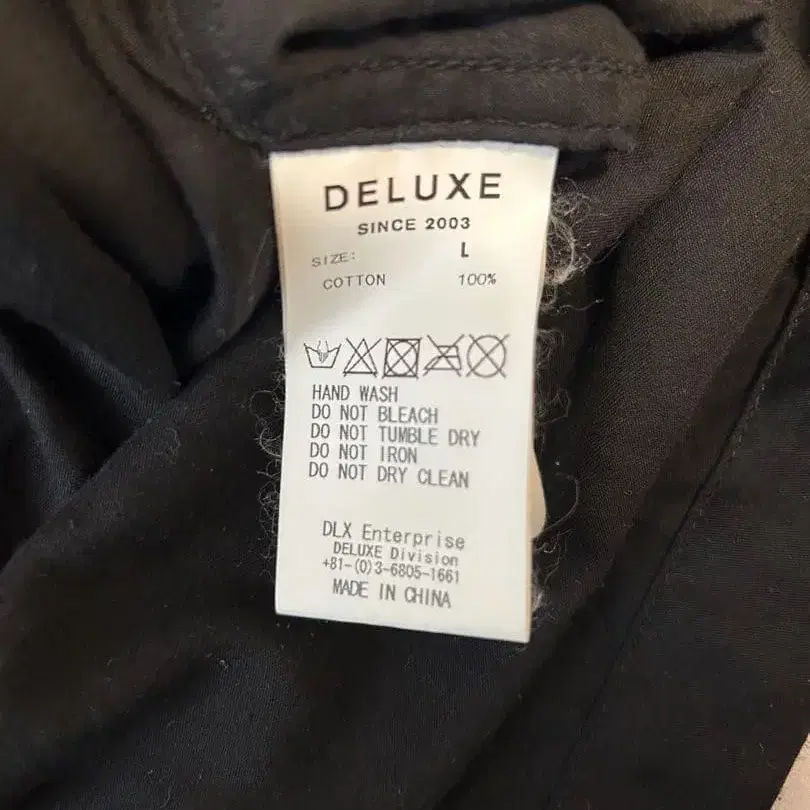 DELUXE
SINCE 2003
SIZE: L
COTTON 100%
HAND WASH
DO NOT BLEACH
DO NOT TUMBLE DRY
DO NOT IRON
DO NOT DRY CLEAN
DLX Enterprise
DELUXE Division
+81-(0)3-6805-1661
MADE IN CHINA